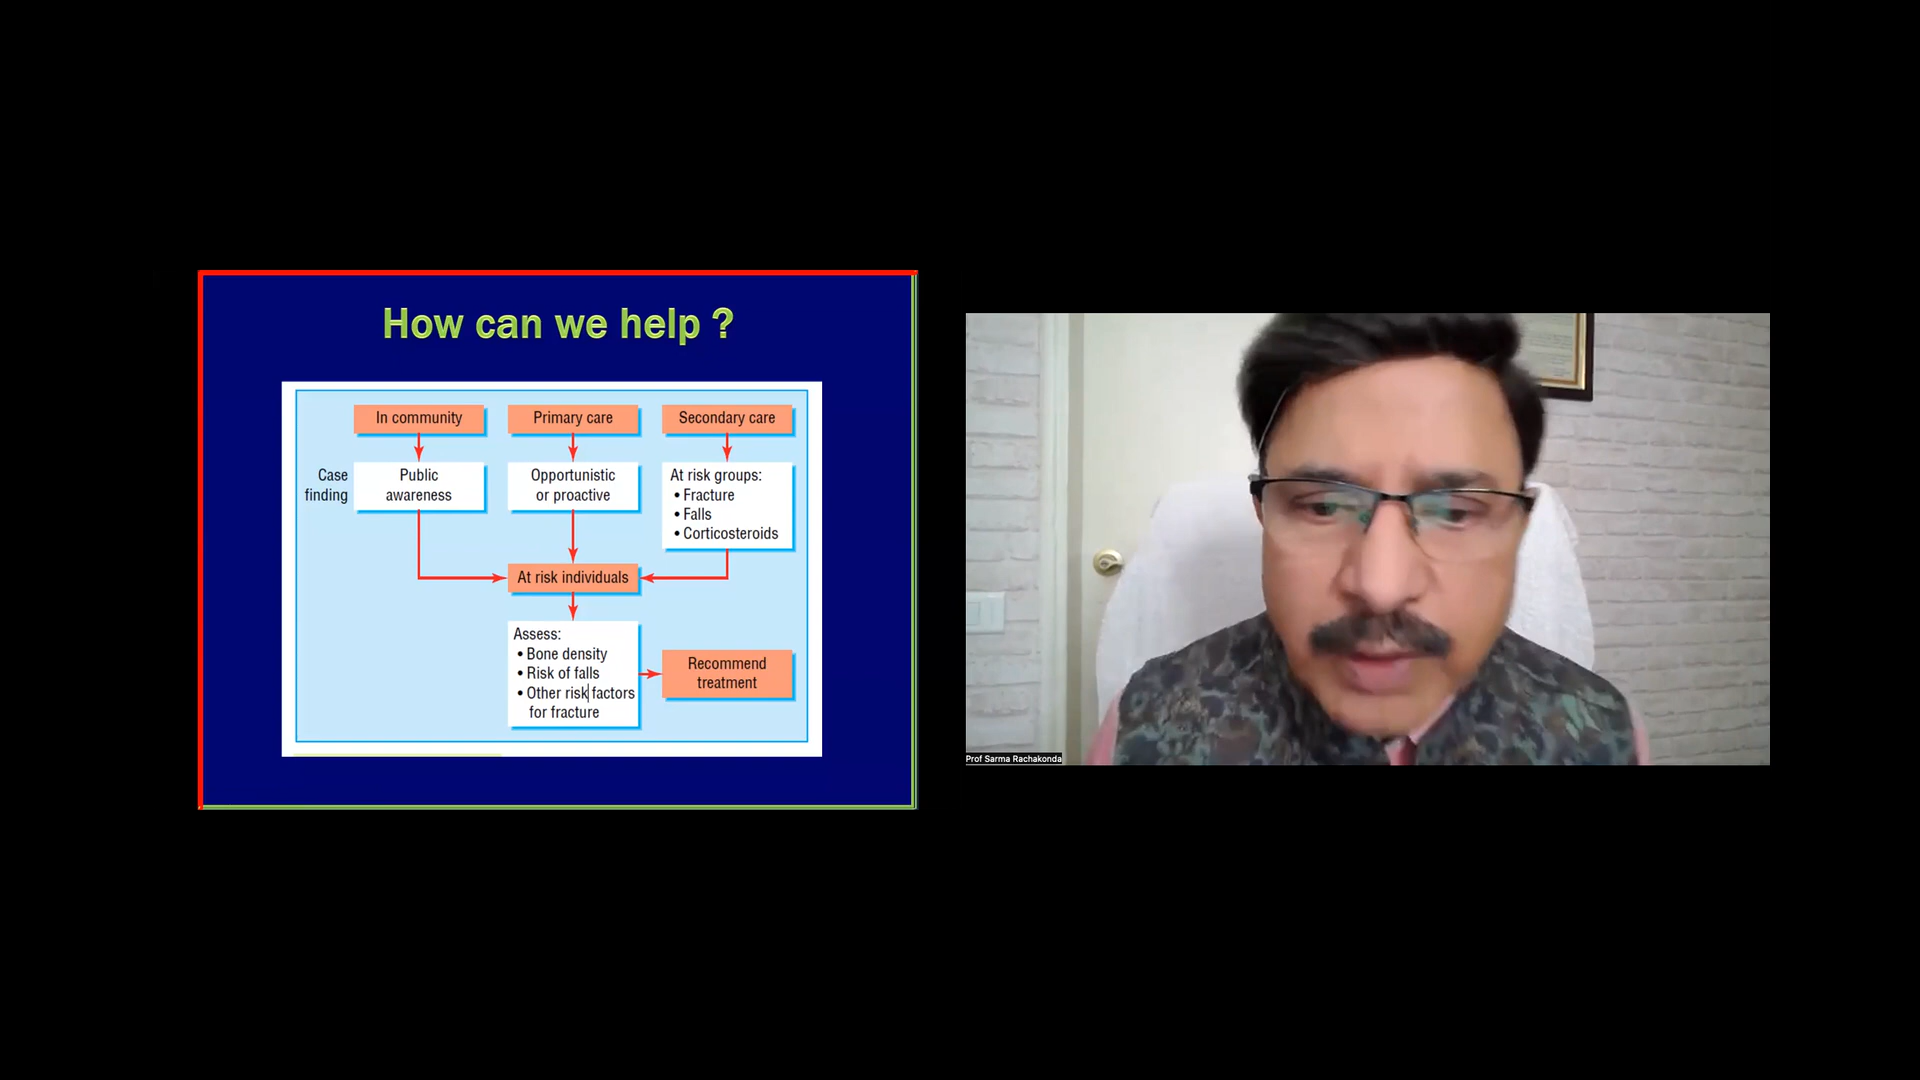 How can we help ?
In community
Primary care
Secondary care
Case
finding
Public
awareness
Opportunistic
or proactive
At risk groups:
• Fracture
• Falls
• Corticosteroids
At risk individuals
Assess:
• Bone density
• Risk of falls
• Other risk factors
for fracture
Recommend
treatment
Prof Sarma Rachakonda